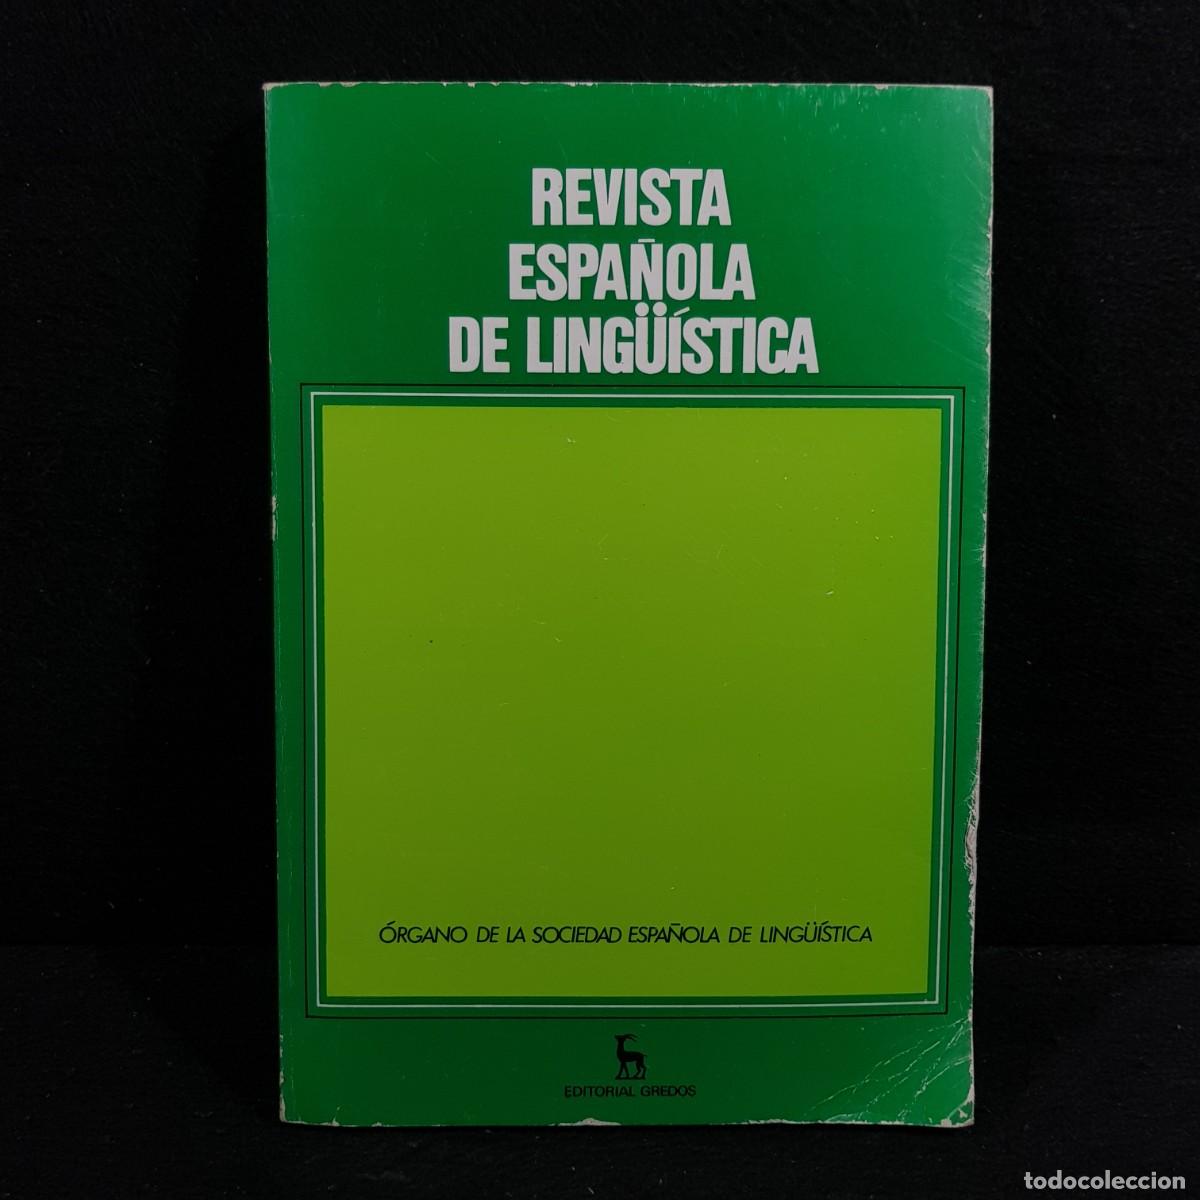 REVISTA
ESPAÑOLA
DE LINGÜÍSTICA
ÓRGANO DE LA SOCIEDAD ESPAÑOLA DE LINGÜÍSTICA
EDITORIAL GREDOS
todocoleccion